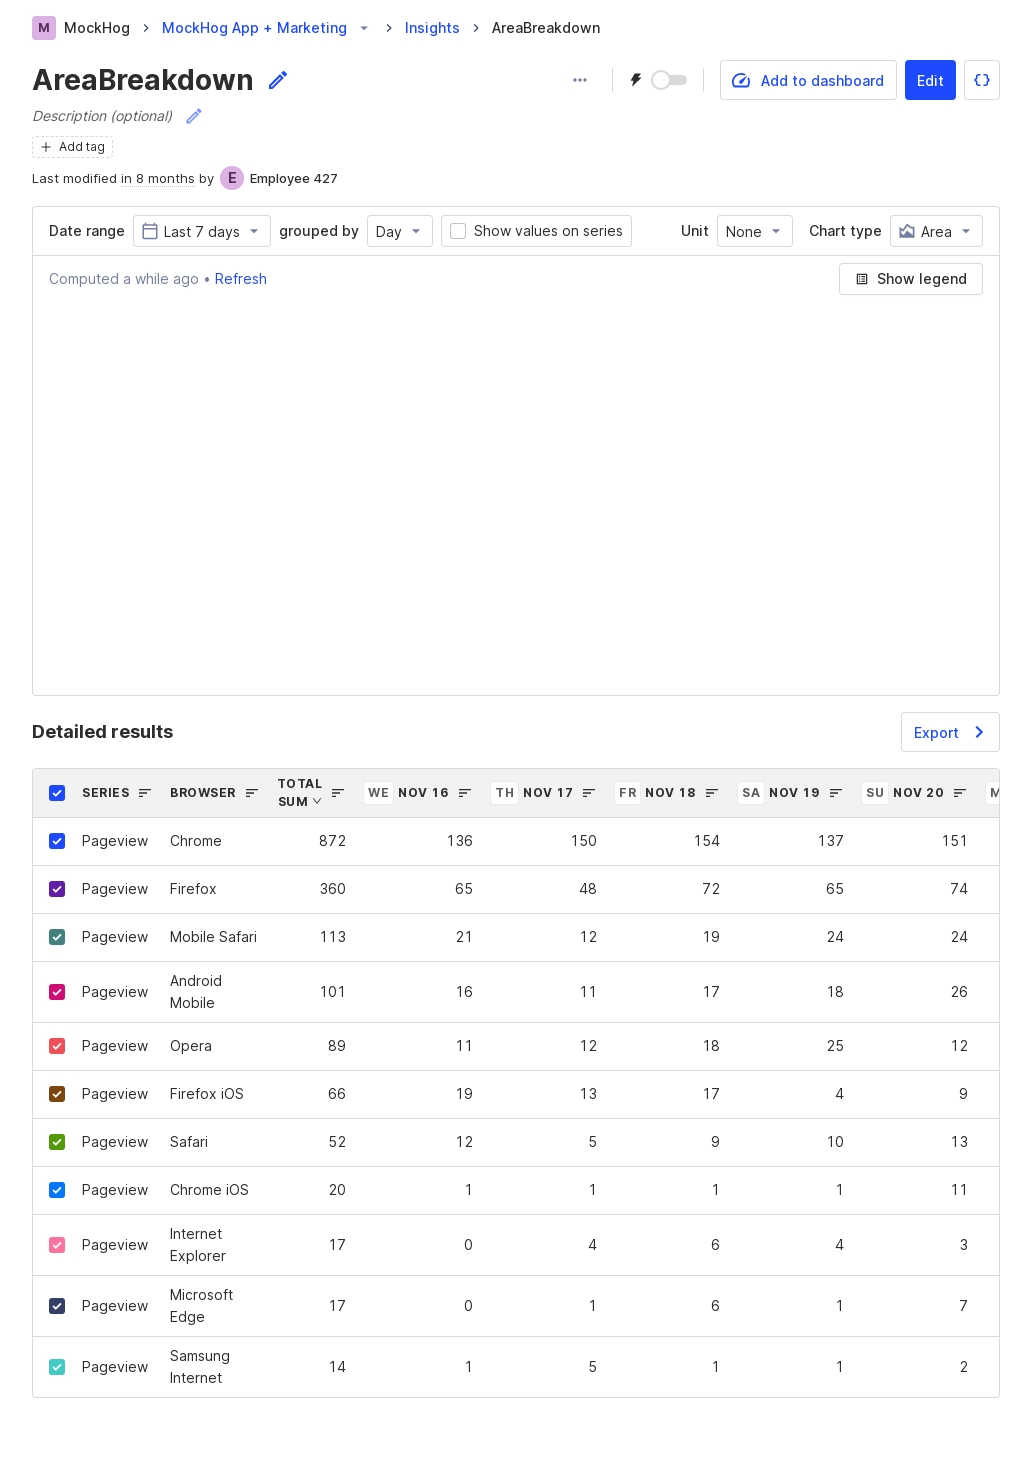 M MockHog > MockHog App + Marketing > Insights > AreaBreakdown
AreaBreakdown
Add to dashboard Edit {}
Description (optional)
Add tag
Last modified in 8 months by E Employee 427
Date range Last 7 days grouped by Day Show values on series Unit None Chart type Area
Computed a while ago • Refresh Show legend
Detailed results Export
SERIES BROWSER TOTAL SUM WE NOV 16 TH NOV 17 FR NOV 18 SA NOV 19 SU NOV 20 M
Pageview Chrome 872 136 150 154 137 151
Pageview Firefox 360 65 48 72 65 74
Pageview Mobile Safari 113 21 12 19 24 24
Pageview Android Mobile 101 16 11 17 18 26
Pageview Opera 89 11 12 18 25 12
Pageview Firefox iOS 66 19 13 17 4 9
Pageview Safari 52 12 5 9 10 13
Pageview Chrome iOS 20 1 1 1 1 11
Pageview Internet Explorer 17 0 4 6 4 3
Pageview Microsoft Edge 17 0 1 6 1 7
Pageview Samsung Internet 14 1 5 1 1 2